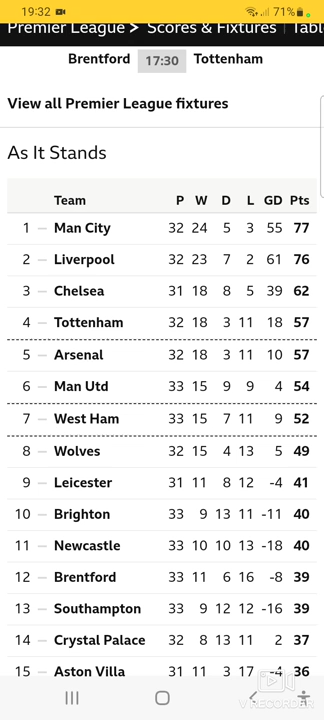 19:32 71%
Premier League > Scores & Fixtures Tabl
Brentford 17:30 Tottenham
View all Premier League fixtures
As It Stands
Team P W D L GD Pts
1 – Man City 32 24 5 3 55 77
2 – Liverpool 32 23 7 2 61 76
3 – Chelsea 31 18 8 5 39 62
4 – Tottenham 32 18 3 11 18 57
5 – Arsenal 32 18 3 11 10 57
6 – Man Utd 33 15 9 9 4 54
7 – West Ham 33 15 7 11 9 52
8 – Wolves 32 15 4 13 5 49
9 – Leicester 31 11 8 12 -4 41
10 – Brighton 33 9 13 11 -11 40
11 – Newcastle 33 10 10 13 -18 40
12 – Brentford 33 11 6 16 -8 39
13 – Southampton 33 9 12 12 -16 39
14 – Crystal Palace 32 8 13 11 2 37
15 – Aston Villa 31 11 3 17 -4 36
V RECORDER